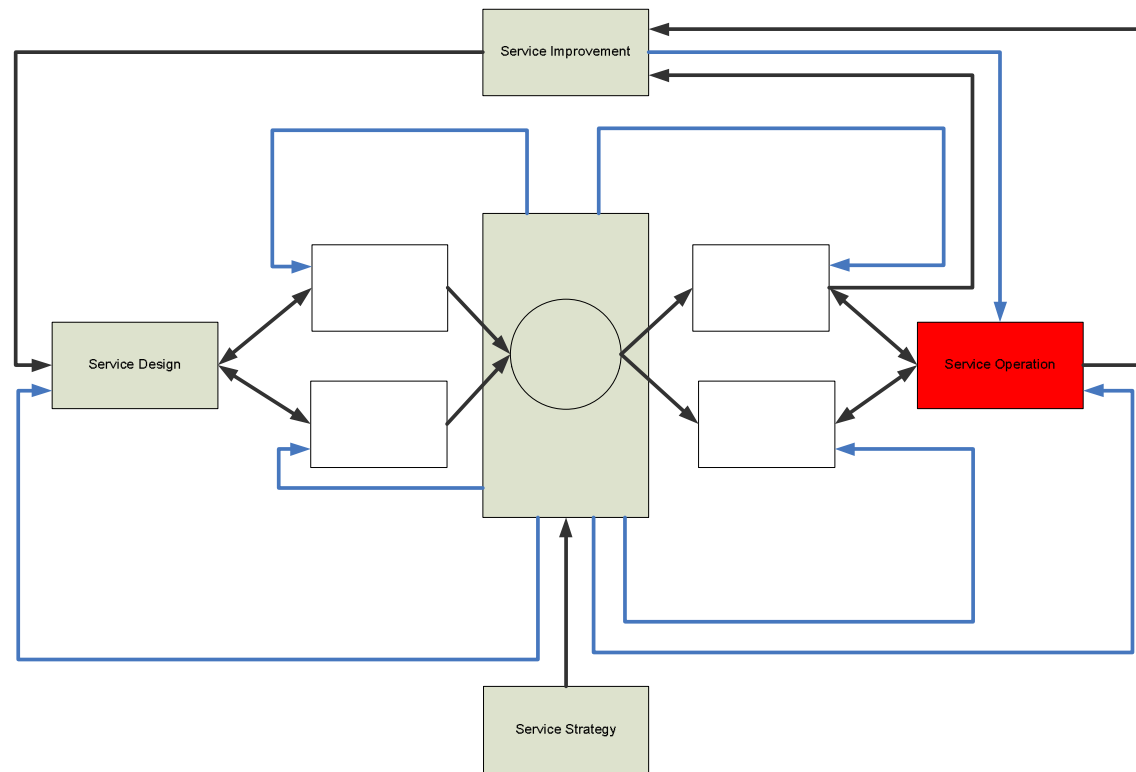 Service Improvement
Service Design
Service Operation
Service Strategy